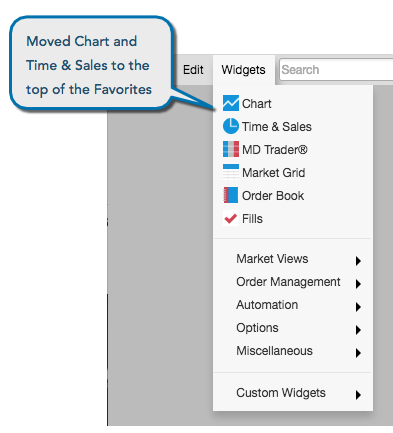 Moved Chart and
Time & Sales to the
top of the Favorites
Edit Widgets Search
Chart
Time & Sales
MD Trader®
Market Grid
Order Book
Fills
Market Views
Order Management
Automation
Options
Miscellaneous
Custom Widgets